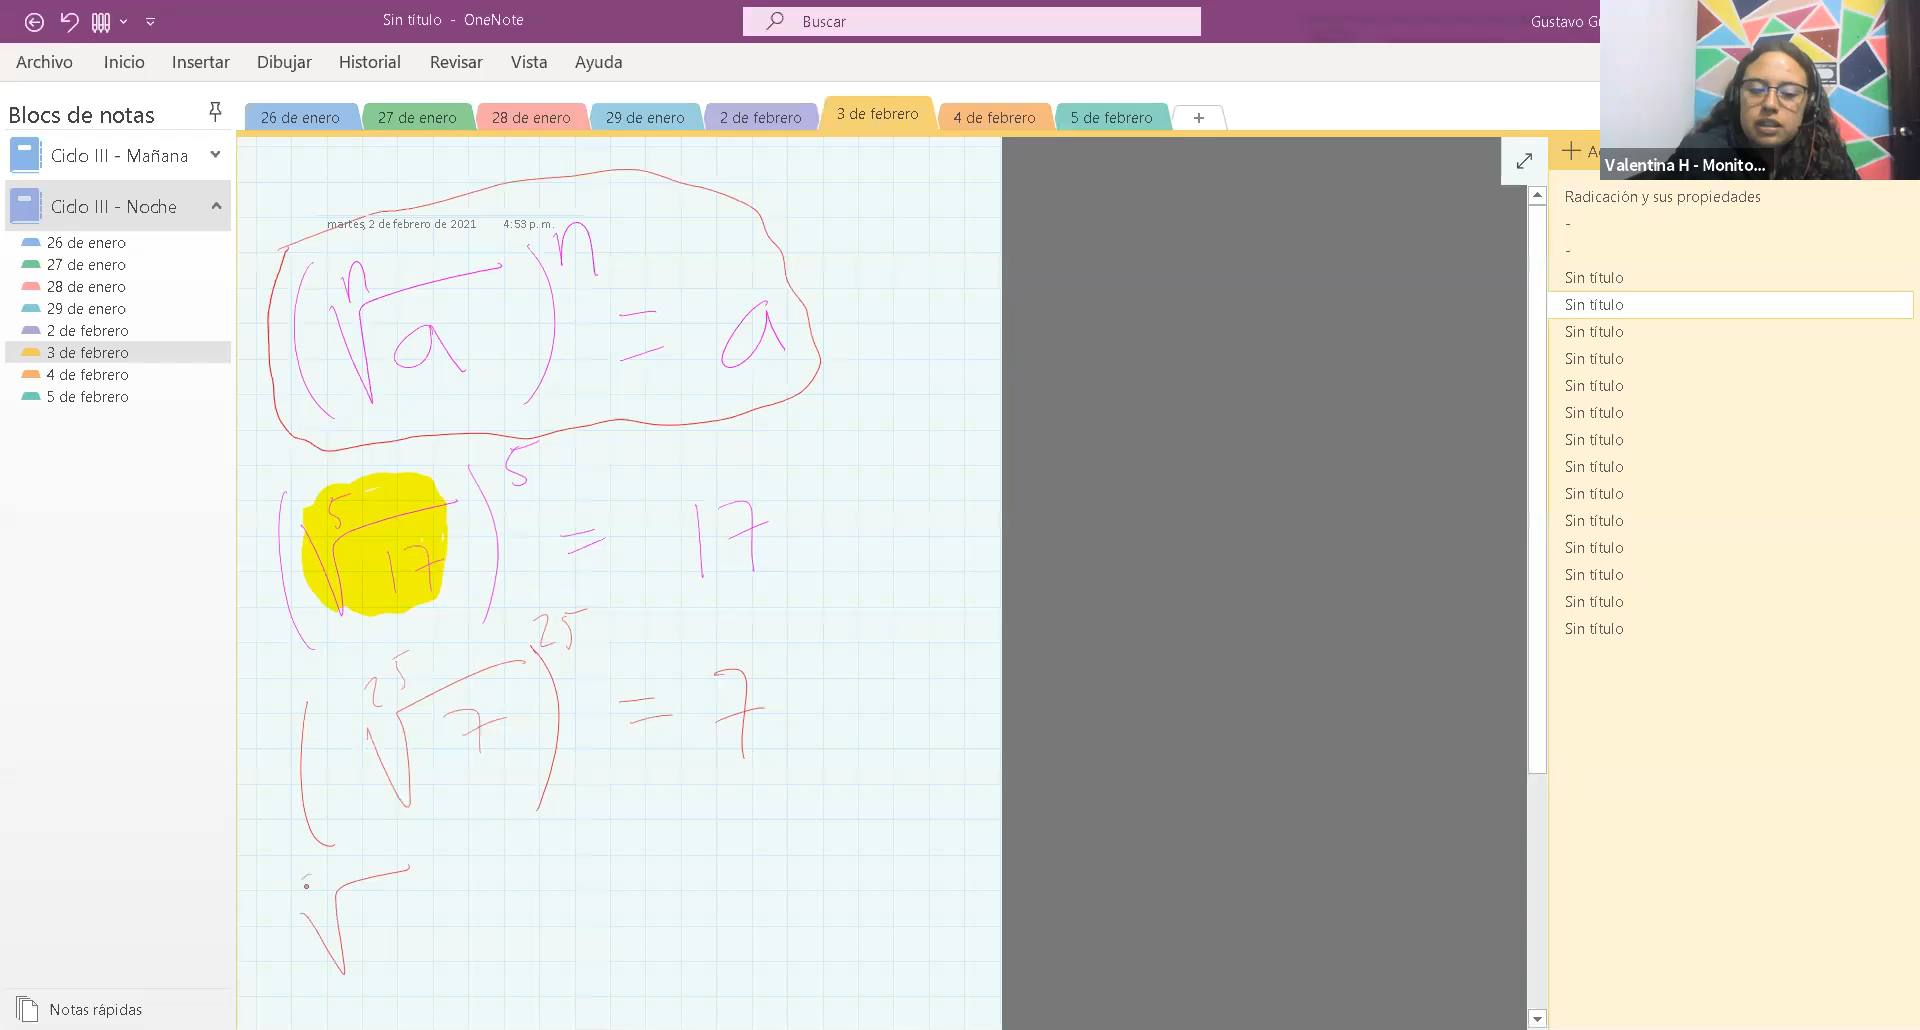 Sin título - OneNote
Buscar
Gustavo G
Archivo Inicio Insertar Dibujar Historial Revisar Vista Ayuda
Blocs de notas
26 de enero 27 de enero 28 de enero 29 de enero 2 de febrero 3 de febrero 4 de febrero 5 de febrero +
Valentina H - Monito...
Ciclo III - Mañana
Ciclo III - Noche
26 de enero
27 de enero
28 de enero
29 de enero
2 de febrero
3 de febrero
4 de febrero
5 de febrero
Notas rápidas
martes, 2 de febrero de 2021 4:53 p. m.
(ⁿ√a)ⁿ = a
(⁵√17)⁵ = 17
(²⁵√7)²⁵ = 7
√
Radicación y sus propiedades
-
-
Sin título
Sin título
Sin título
Sin título
Sin título
Sin título
Sin título
Sin título
Sin título
Sin título
Sin título
Sin título
Sin título
Sin título